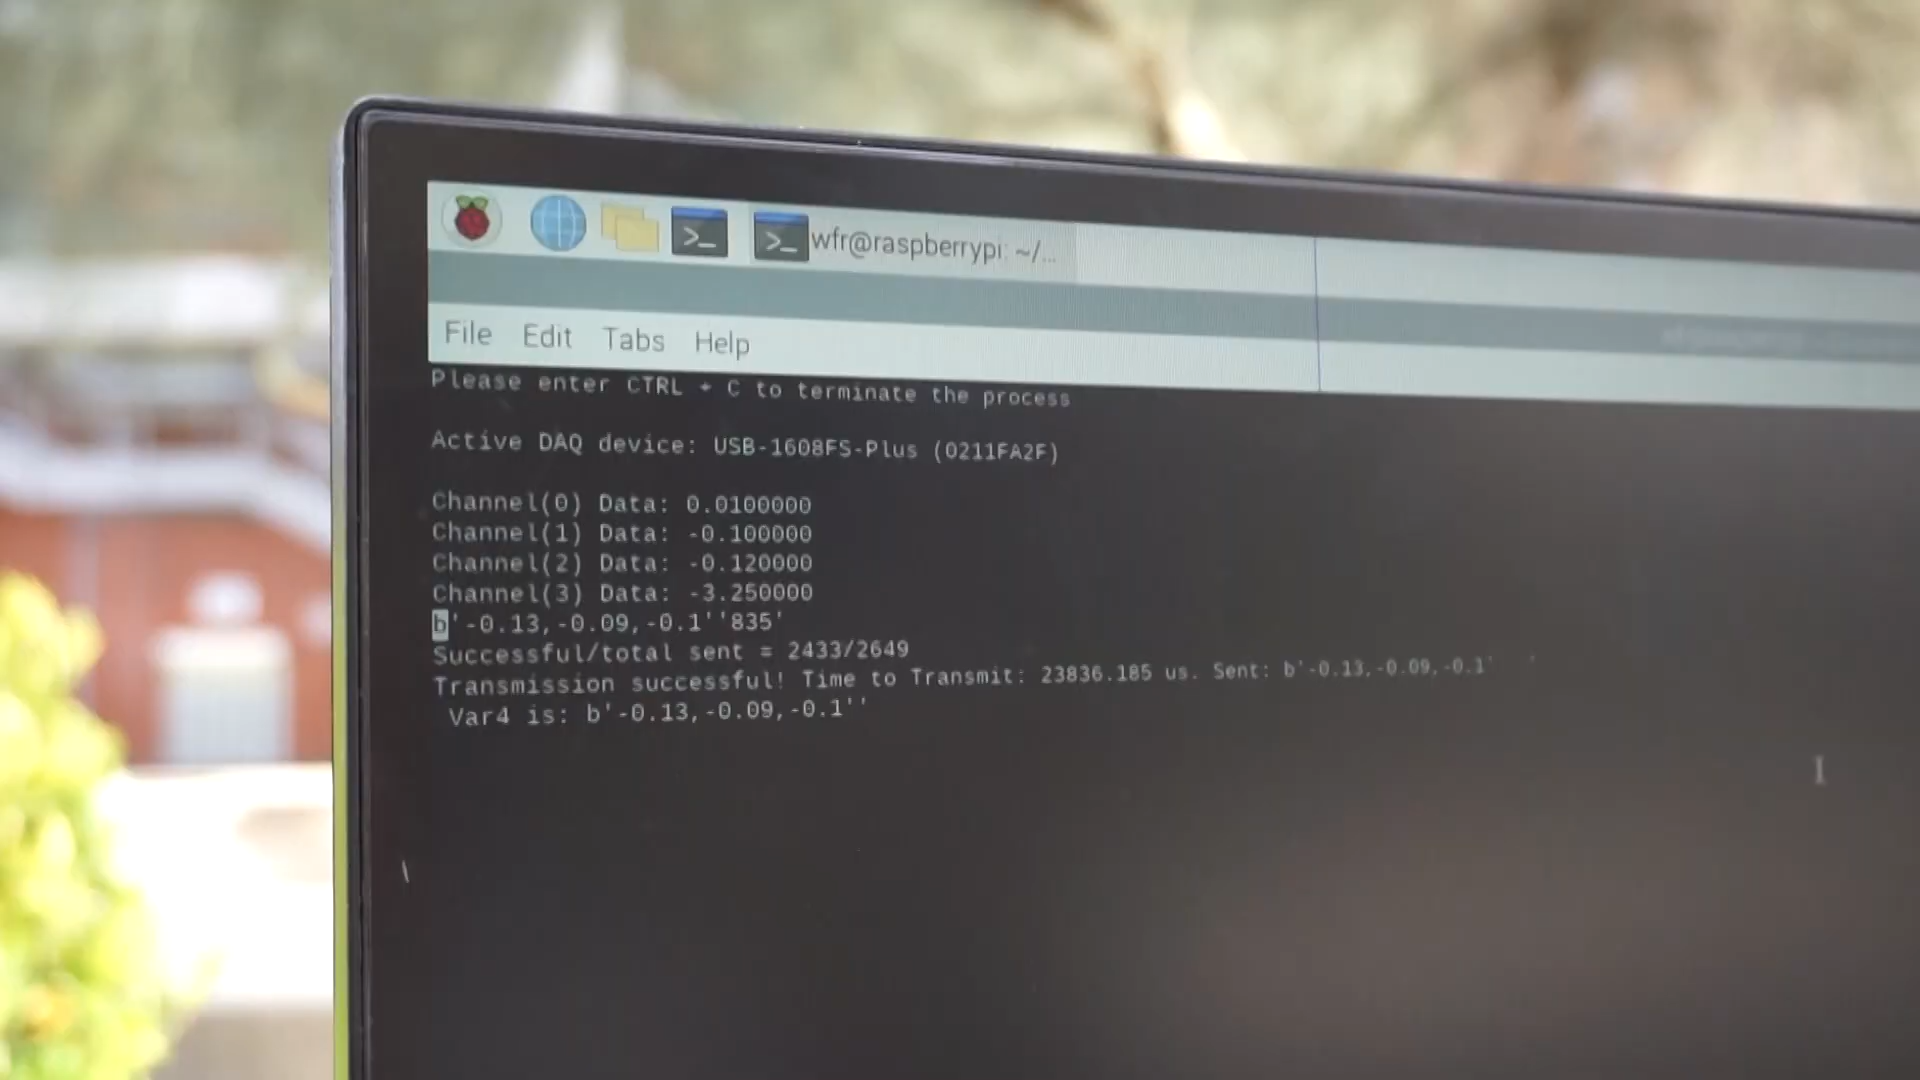 wfr@raspberrypi: ~/...
File Edit Tabs Help
Please enter CTRL + C to terminate the process
Active DAQ device: USB-1608FS-Plus (0211FA2F)
Channel(0) Data: 0.0100000
Channel(1) Data: -0.100000
Channel(2) Data: -0.120000
Channel(3) Data: -3.250000
b'-0.13,-0.09,-0.1''835'
Successful/total sent = 2433/2649
Transmission successful! Time to Transmit: 23836.185 us. Sent: b'-0.13,-0.09,-0.1' '
Var4 is: b'-0.13,-0.09,-0.1''